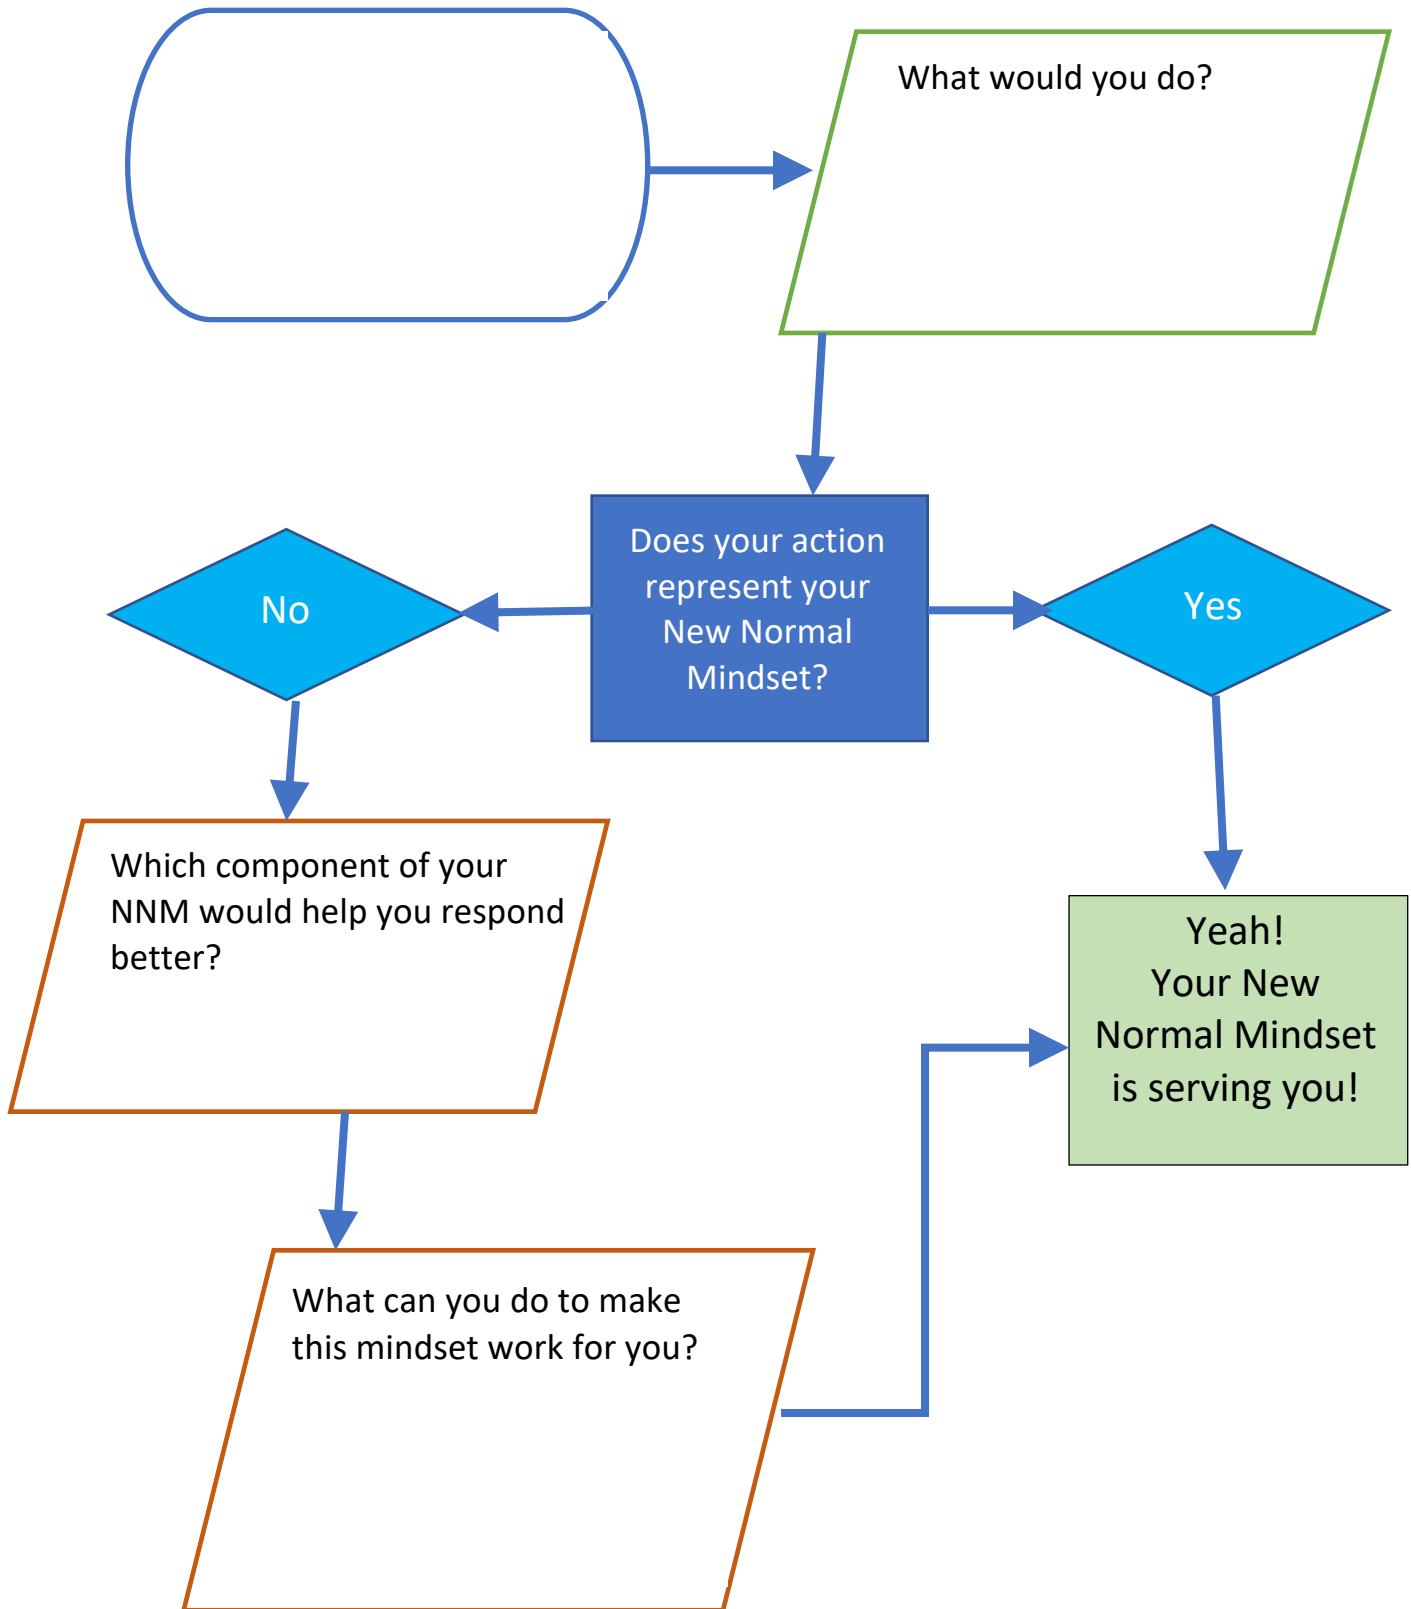 What would you do?
Does your action
represent your
New Normal
Mindset?
No
Yes
Which component of your
NNM would help you respond
better?
Yeah!
Your New
Normal Mindset
is serving you!
What can you do to make
this mindset work for you?